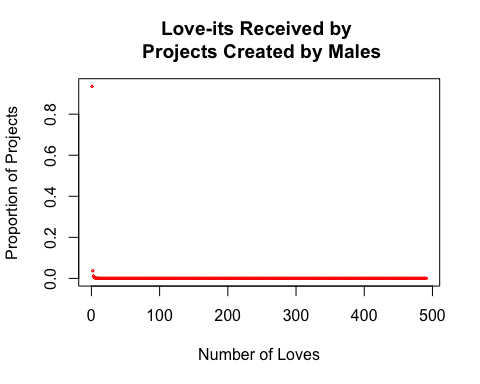 Love-its Received by
Projects Created by Males
Proportion of Projects
0.8
0.6
0.4
0.2
0.0
0 100 200 300 400 500
Number of Loves